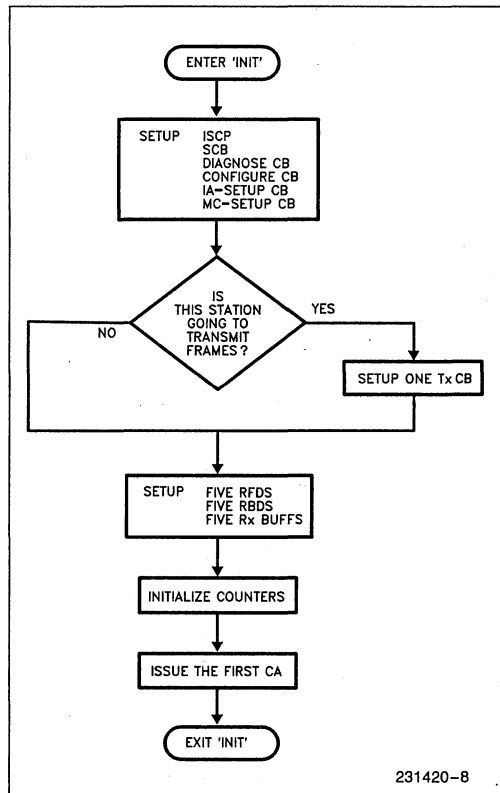 ENTER 'INIT'
SETUP ISCP
SCB
DIAGNOSE CB
CONFIGURE CB
IA-SETUP CB
MC-SETUP CB
IS
THIS STATION
GOING TO
TRANSMIT
FRAMES?
NO
YES
SETUP ONE Tx CB
SETUP FIVE RFDS
FIVE RBDS
FIVE Rx BUFFS
INITIALIZE COUNTERS
ISSUE THE FIRST CA
EXIT 'INIT'
231420-8